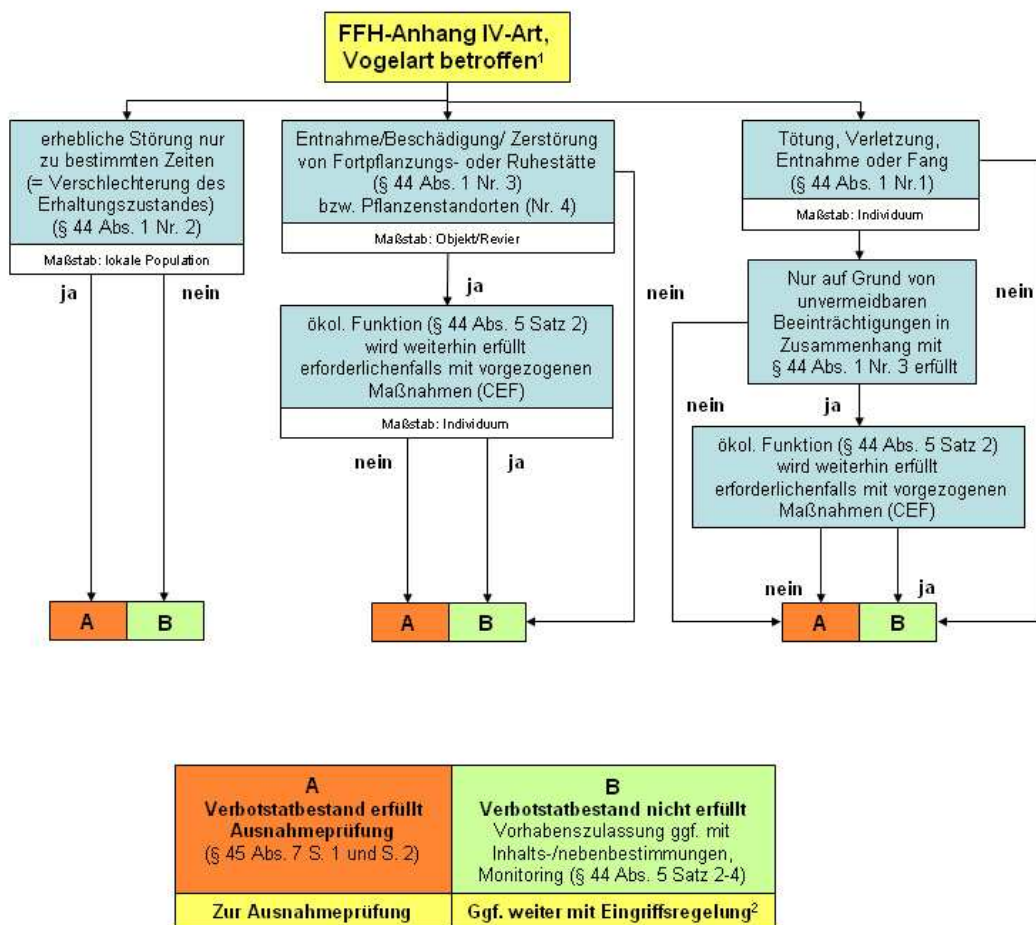 FFH-Anhang IV-Art,
Vogelart betroffen¹
erhebliche Störung nur
zu bestimmten Zeiten
(= Verschlechterung des
Erhaltungszustandes)
(§ 44 Abs. 1 Nr. 2)
Maßstab: lokale Population
ja
nein
A
B
Entnahme/Beschädigung/ Zerstörung
von Fortpflanzungs- oder Ruhestätte
(§ 44 Abs. 1 Nr. 3)
bzw. Pflanzenstandorten (Nr. 4)
Maßstab: Objekt/Revier
ja
nein
ökol. Funktion (§ 44 Abs. 5 Satz 2)
wird weiterhin erfüllt
erforderlichenfalls mit vorgezogenen
Maßnahmen (CEF)
Maßstab: Individuum
nein
ja
A
B
Tötung, Verletzung,
Entnahme oder Fang
(§ 44 Abs. 1 Nr.1)
Maßstab: Individuum
nein
Nur auf Grund von
unvermeidbaren
Beeinträchtigungen in
Zusammenhang mit
§ 44 Abs. 1 Nr. 3 erfüllt
nein
ja
ökol. Funktion (§ 44 Abs. 5 Satz 2)
wird weiterhin erfüllt
erforderlichenfalls mit vorgezogenen
Maßnahmen (CEF)
nein
ja
A
B
A
Verbotstatbestand erfüllt
Ausnahmeprüfung
(§ 45 Abs. 7 S. 1 und S. 2)
Zur Ausnahmeprüfung
B
Verbotstatbestand nicht erfüllt
Vorhabenszulassung ggf. mit
Inhalts-/nebenbestimmungen,
Monitoring (§ 44 Abs. 5 Satz 2-4)
Ggf. weiter mit Eingriffsregelung²